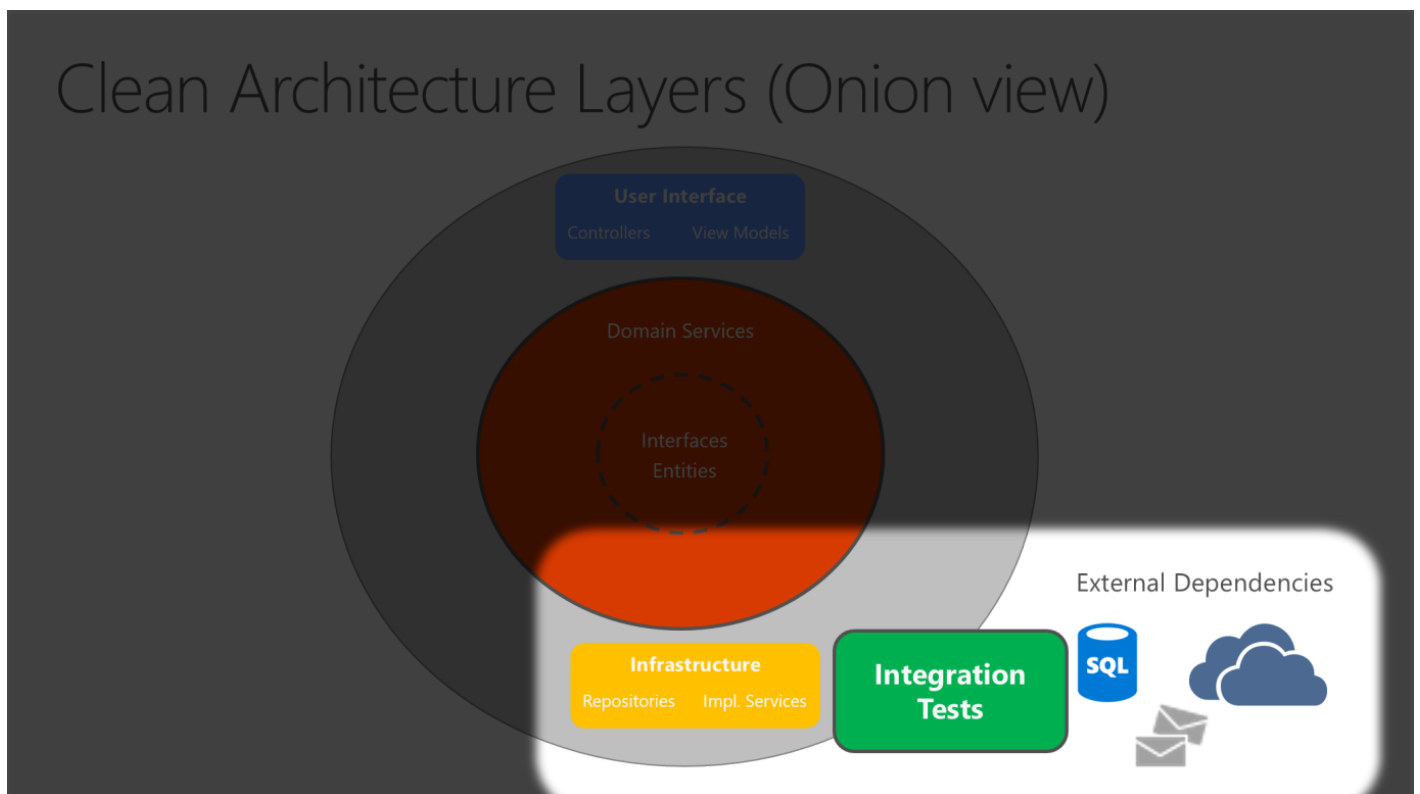 Clean Architecture Layers (Onion view)
User Interface
Controllers View Models
Domain Services
Interfaces
Entities
External Dependencies
Infrastructure
Repositories Impl. Services
Integration
Tests
SQL